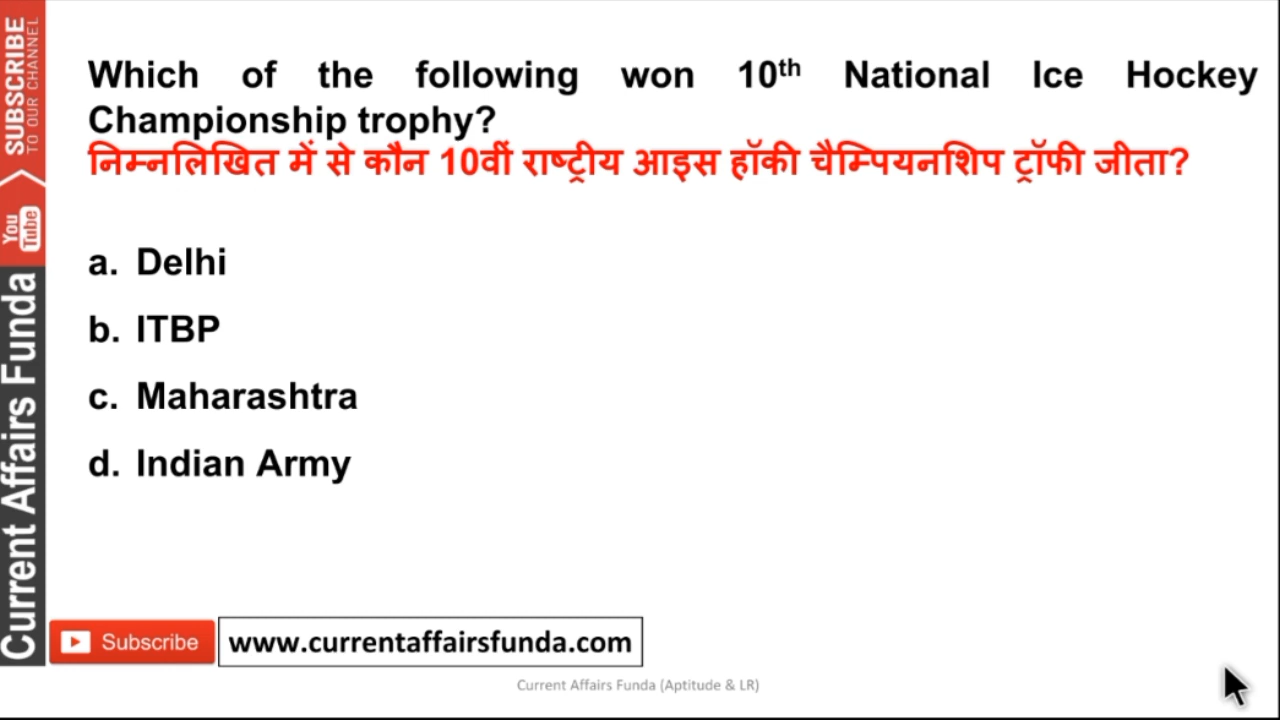 Which of the following won 10th National Ice Hockey
Championship trophy?
निम्नलिखित में से कौन 10वीं राष्ट्रीय आइस हॉकी चैम्पियनशिप ट्रॉफी जीता?
a. Delhi
b. ITBP
c. Maharashtra
d. Indian Army
SUBSCRIBE
TO OUR CHANNEL
You
Tube
Current Affairs Funda
Subscribe
www.currentaffairsfunda.com
Current Affairs Funda (Aptitude & LR)